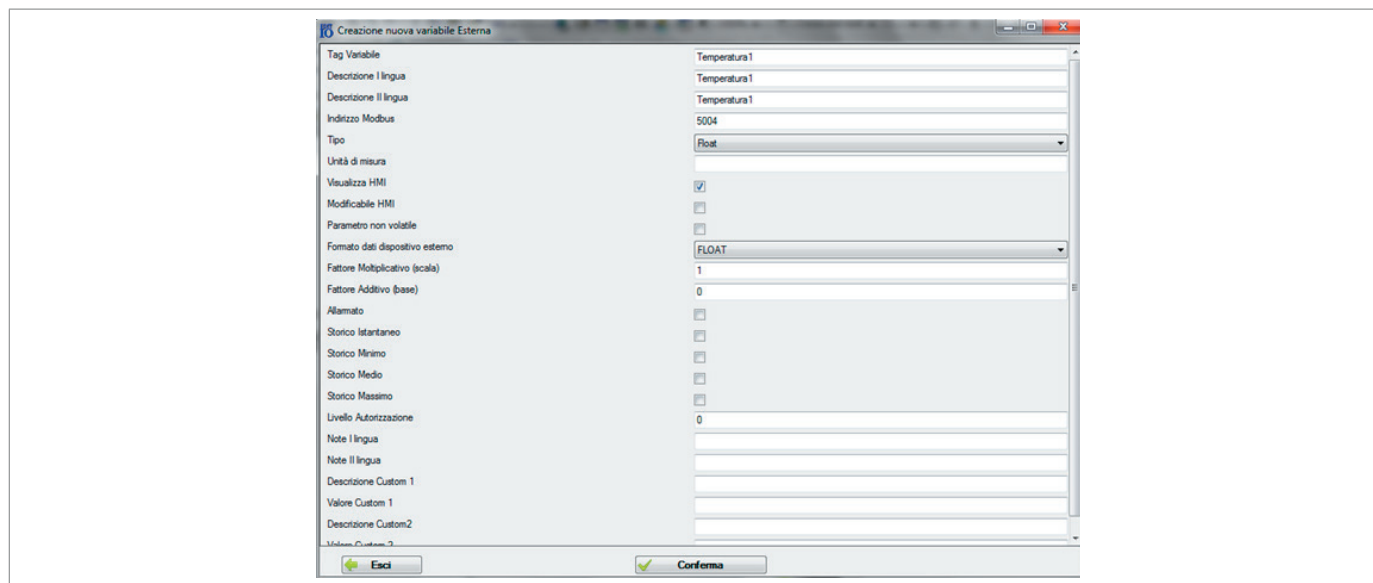 Creazione nuova variabile Esterna
Tag Variabile Temperatura1
Descrizione I lingua Temperatura1
Descrizione II lingua Temperatura1
Indirizzo Modbus 5004
Tipo Float
Unità di misura
Visualizza HMI
Modificabile HMI
Parametro non volatile
Formato dati dispositivo esterno FLOAT
Fattore Moltiplicativo (scala) 1
Fattore Additivo (base) 0
Allarmato
Storico Istantaneo
Storico Minimo
Storico Medio
Storico Massimo
Livello Autorizzazione 0
Note I lingua
Note II lingua
Descrizione Custom 1
Valore Custom 1
Descrizione Custom2
Valore Custom 2
Esci Conferma